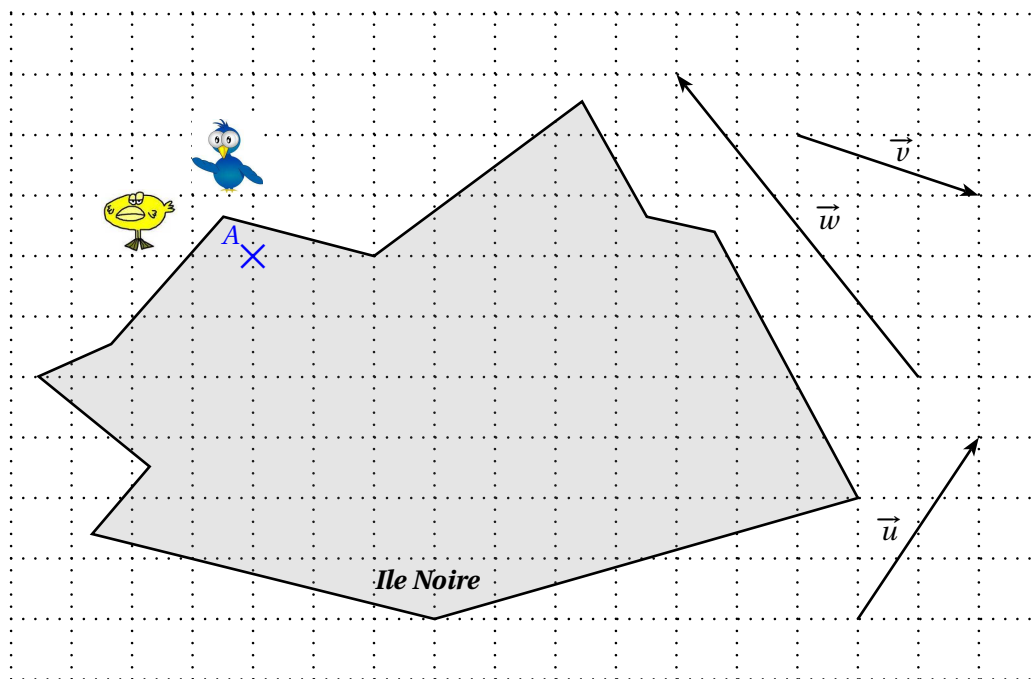 v⃗
w⃗
A
u⃗
Ile Noire